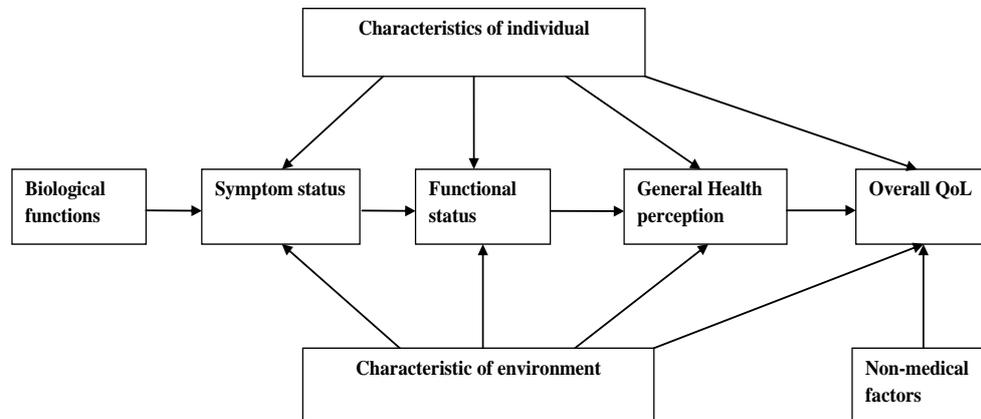 Characteristics of individual
Biological
functions
Symptom status
Functional
status
General Health
perception
Overall QoL
Characteristic of environment
Non-medical
factors